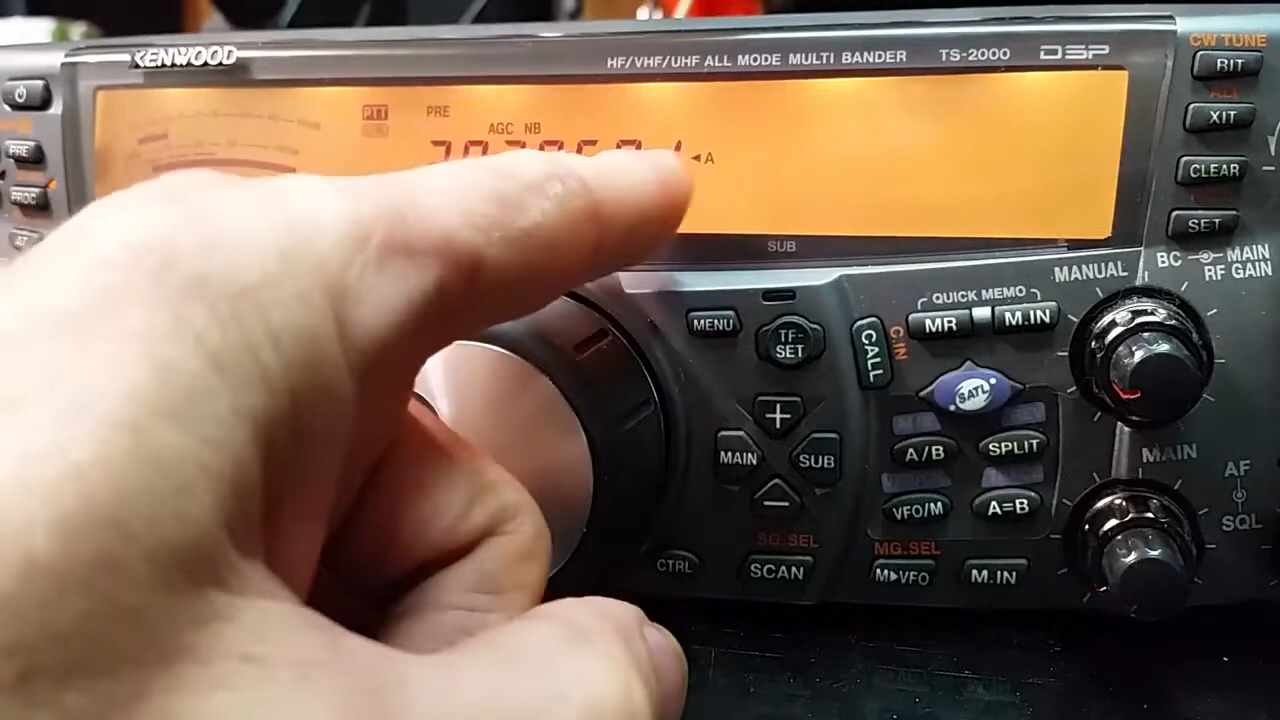 KENWOOD
HF/VHF/UHF ALL MODE MULTI BANDER TS-2000 DSP
CW TUNE
RIT
ALT
XIT
CLEAR
SET
PRE
PROC
AT
PTT
PRE
AGC NB
◄A
SUB
BC MAIN
RF GAIN
MANUAL
QUICK MEMO
MR
M.IN
MENU
TF-
SET
CALL
C.IN
SATL
MAIN
SUB
A/B
SPLIT
VFO/M
A=B
MAIN
AF
SQL
SG.SEL
MG.SEL
CTRL
SCAN
M▶VFO
M.IN